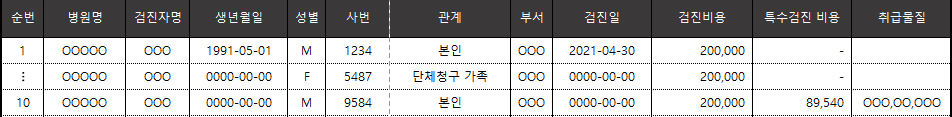 순번 병원명 검진자명 생년월일 성별 사번 관계 부서 검진일 검진비용 특수검진 비용 취급물질
1 OOOOO OOO 1991-05-01 M 1234 본인 OOO 2021-04-30 200,000 -
⋮ OOOOO OOO 0000-00-00 F 5487 단체청구 가족 OOO 0000-00-00 200,000 -
10 OOOOO OOO 0000-00-00 M 9584 본인 OOO 0000-00-00 200,000 89,540 OOO,OO,OOO